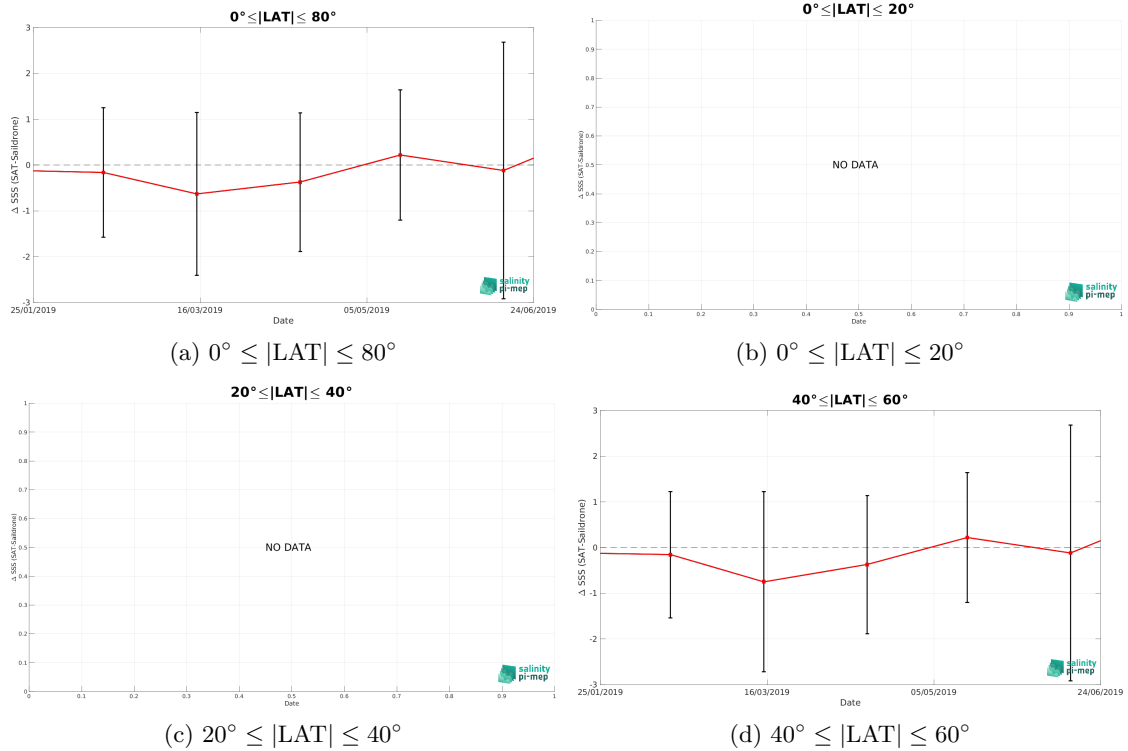 0°≤|LAT|≤ 80°
3
2
1
0
-1
-2
-3
Δ SSS (SAT-Saildrone)
25/01/2019
16/03/2019
05/05/2019
24/06/2019
Date
salinity
pi-mep
(a) 0° ≤ |LAT| ≤ 80°
0°≤|LAT|≤ 20°
1
0.9
0.8
0.7
0.6
0.5
0.4
0.3
0.2
0.1
0
Δ SSS (SAT-Saildrone)
NO DATA
0
0.1
0.2
0.3
0.4
0.5
0.6
0.7
0.8
0.9
1
Date
salinity
pi-mep
(b) 0° ≤ |LAT| ≤ 20°
20°≤|LAT|≤ 40°
1
0.9
0.8
0.7
0.6
0.5
0.4
0.3
0.2
0.1
0
Δ SSS (SAT-Saildrone)
NO DATA
0
0.1
0.2
0.3
0.4
0.5
0.6
0.7
0.8
0.9
1
Date
salinity
pi-mep
(c) 20° ≤ |LAT| ≤ 40°
40°≤|LAT|≤ 60°
3
2
1
0
-1
-2
-3
Δ SSS (SAT-Saildrone)
25/01/2019
16/03/2019
05/05/2019
24/06/2019
Date
salinity
pi-mep
(d) 40° ≤ |LAT| ≤ 60°